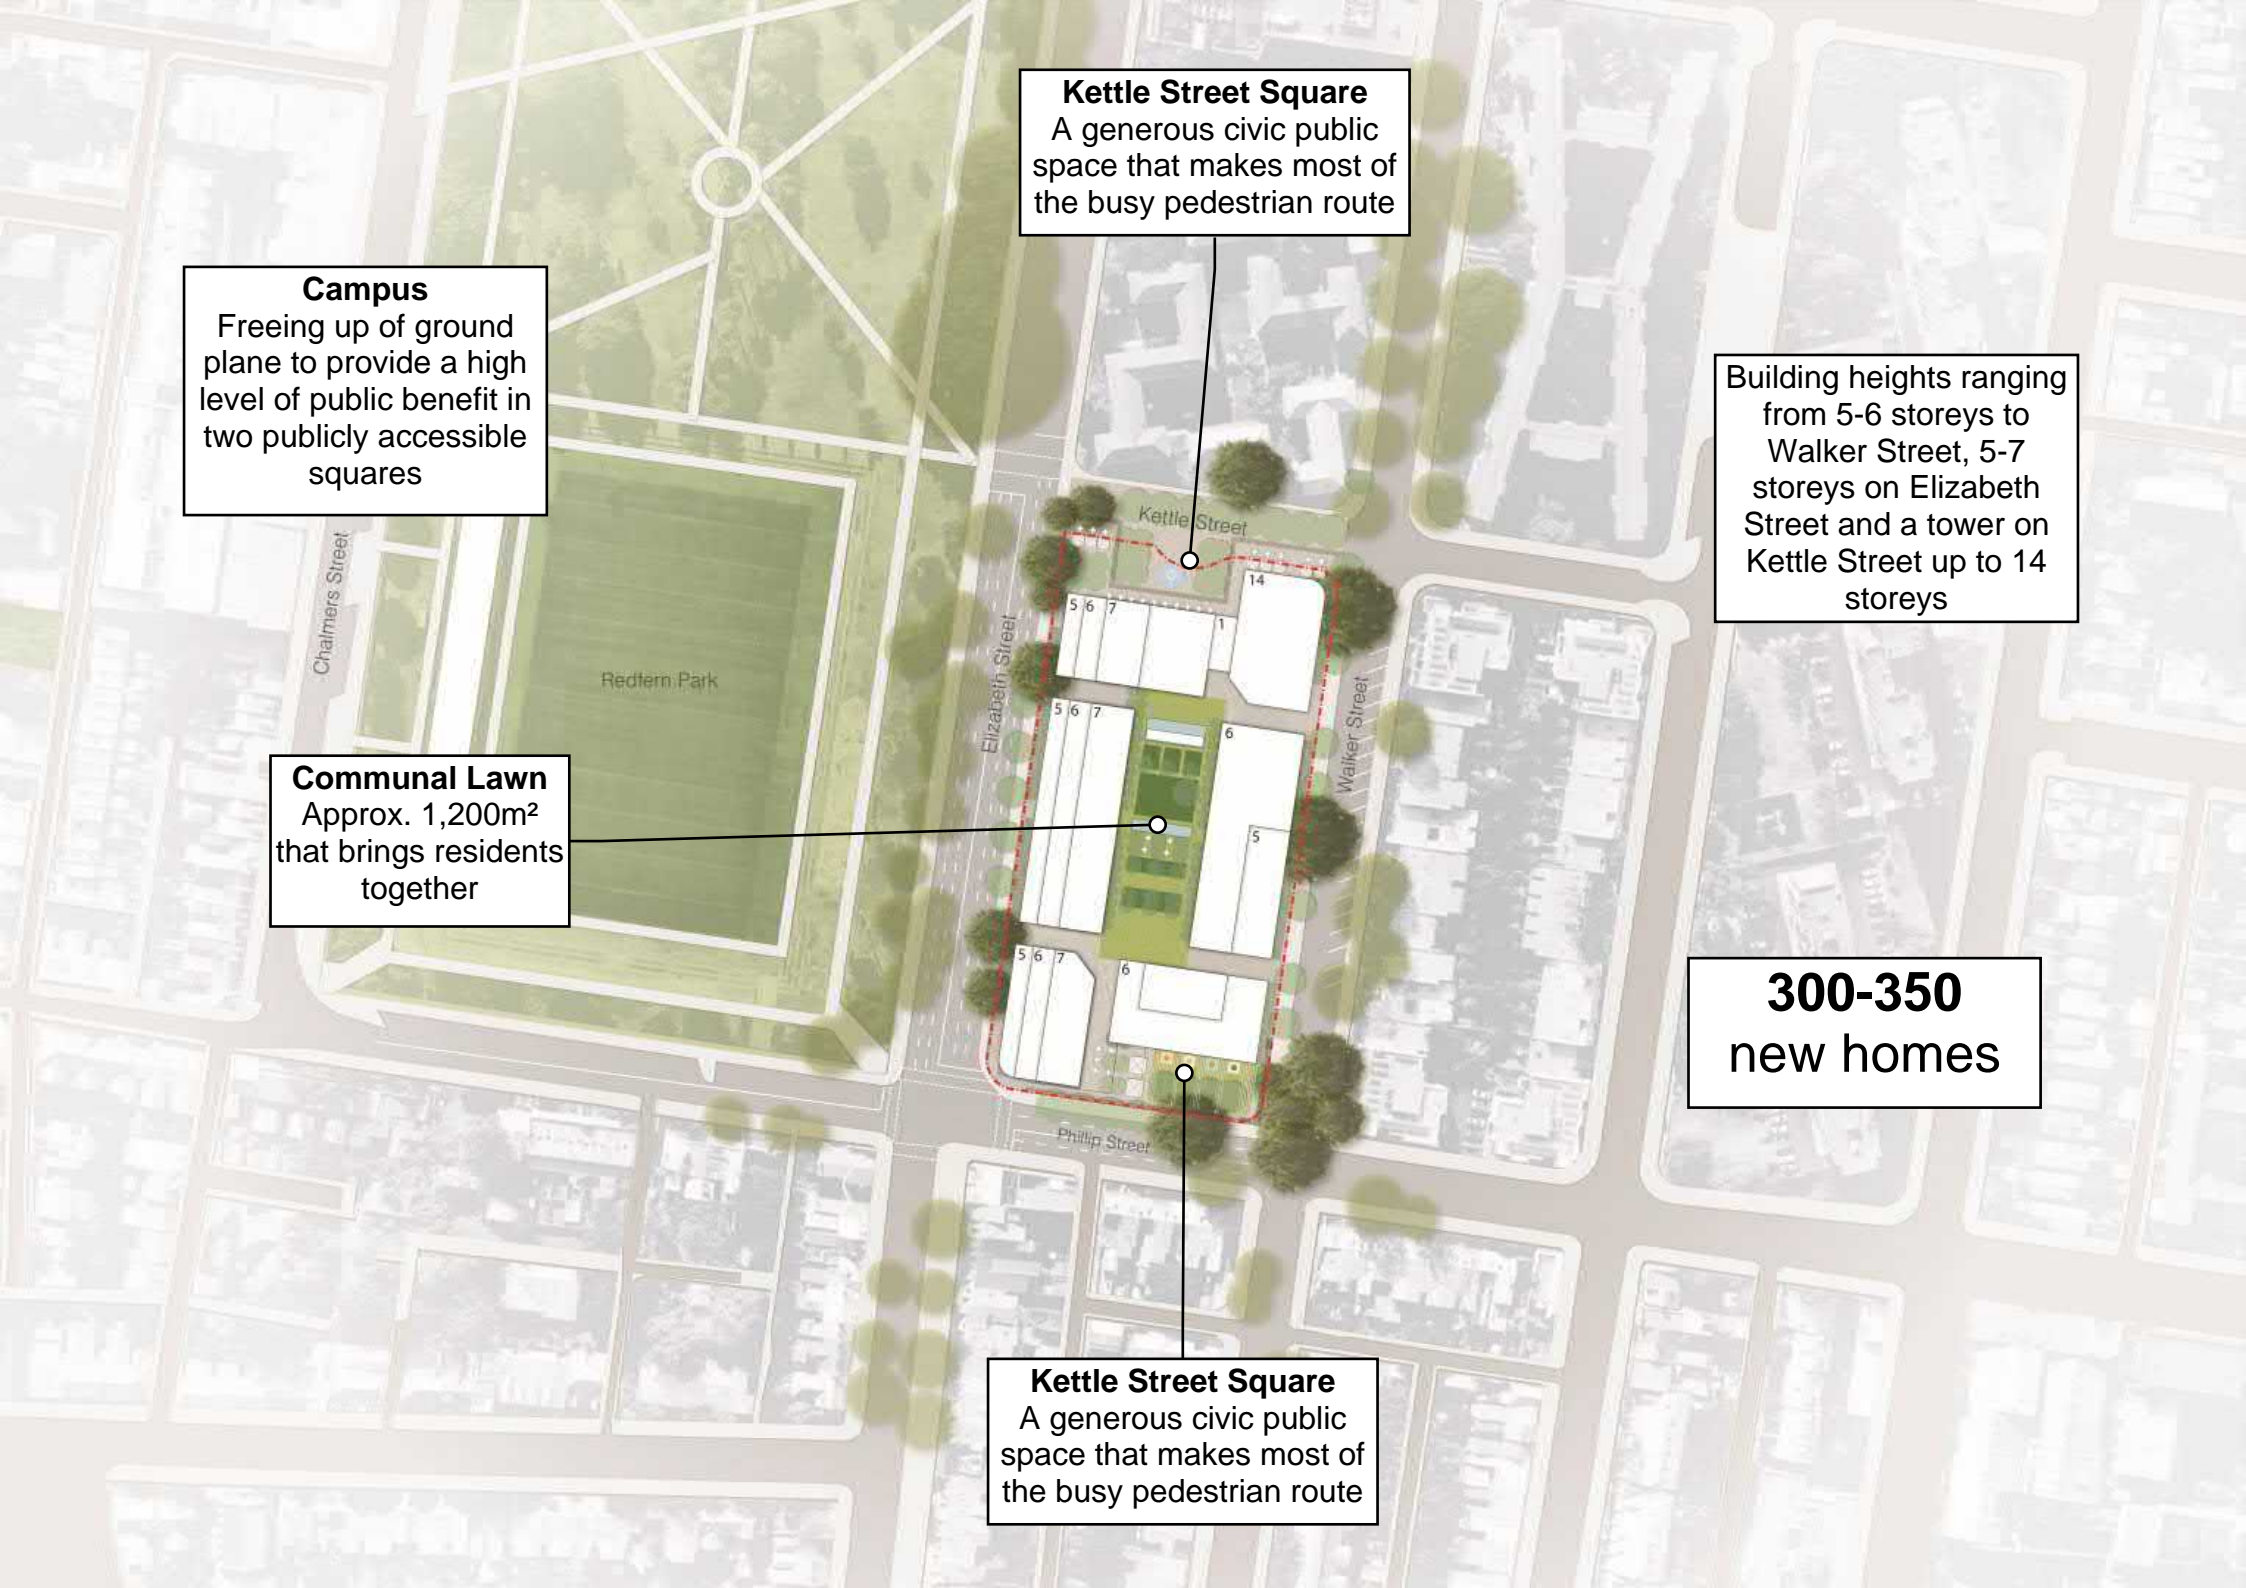 Kettle Street Square
A generous civic public
space that makes most of
the busy pedestrian route
Campus
Freeing up of ground
plane to provide a high
level of public benefit in
two publicly accessible
squares
Building heights ranging
from 5-6 storeys to
Walker Street, 5-7
storeys on Elizabeth
Street and a tower on
Kettle Street up to 14
storeys
Kettle Street
Chalmers Street
Elizabeth Street
Redfern Park
Walker Street
14
5 6 7
1
5 6 7
6
5
5 6 7
6
Communal Lawn
Approx. 1,200m²
that brings residents
together
300-350
new homes
Phillip Street
Kettle Street Square
A generous civic public
space that makes most of
the busy pedestrian route